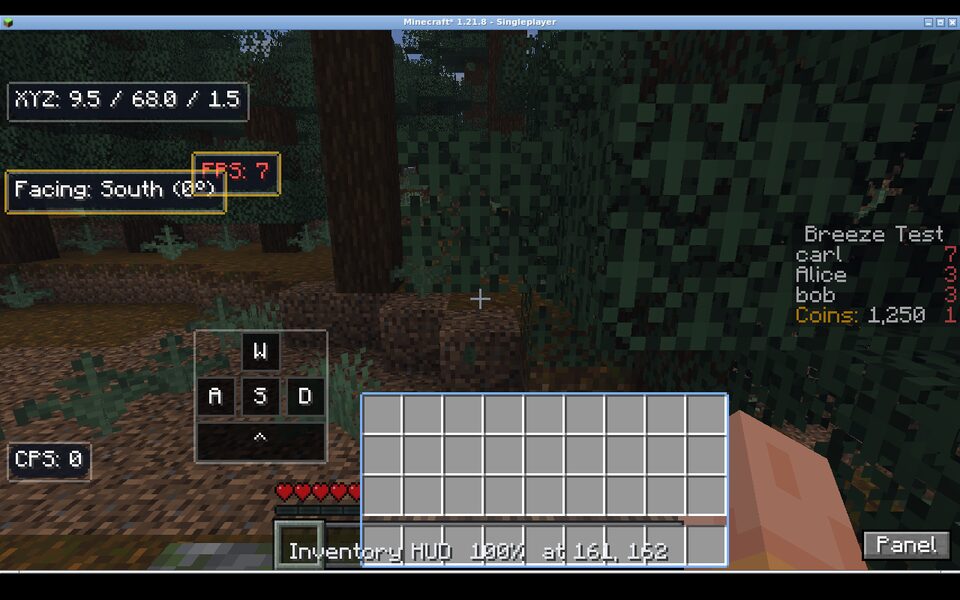 Minecraft* 1.21.8 - Singleplayer
XYZ: 9.5 / 68.0 / 1.5
FPS: 7
Facing: South (0°)
Breeze Test
carl 7
Alice 3
bob 3
Coins: 1,250 1
W
A S D
^
CPS: 0
Inventory HUD 100% at 161, 162
Panel